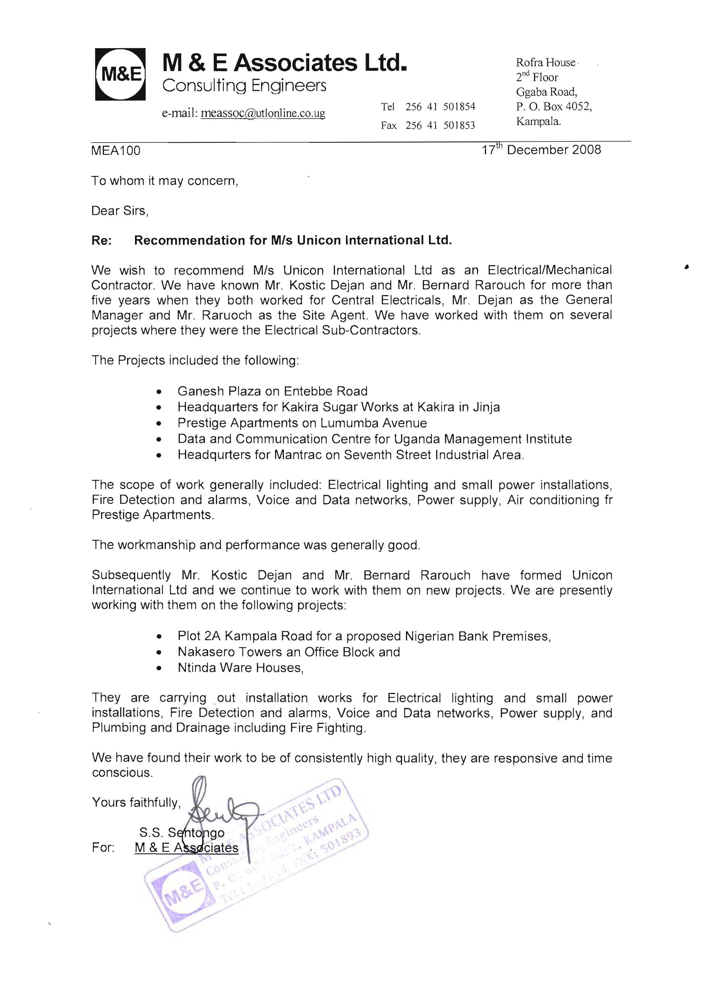 M&E
M & E Associates Ltd.
Consulting Engineers
e-mail: meassoc@utlonline.co.ug
Tel 256 41 501854
Fax 256 41 501853
Rofra House
2nd Floor
Ggaba Road,
P. O. Box 4052,
Kampala.
MEA100
17th December 2008
To whom it may concern,
Dear Sirs,
Re: Recommendation for M/s Unicon International Ltd.
We wish to recommend M/s Unicon International Ltd as an Electrical/Mechanical
Contractor. We have known Mr. Kostic Dejan and Mr. Bernard Rarouch for more than
five years when they both worked for Central Electricals, Mr. Dejan as the General
Manager and Mr. Raruoch as the Site Agent. We have worked with them on several
projects where they were the Electrical Sub-Contractors.
The Projects included the following:
• Ganesh Plaza on Entebbe Road
• Headquarters for Kakira Sugar Works at Kakira in Jinja
• Prestige Apartments on Lumumba Avenue
• Data and Communication Centre for Uganda Management Institute
• Headqurters for Mantrac on Seventh Street Industrial Area.
The scope of work generally included: Electrical lighting and small power installations,
Fire Detection and alarms, Voice and Data networks, Power supply, Air conditioning fr
Prestige Apartments.
The workmanship and performance was generally good.
Subsequently Mr. Kostic Dejan and Mr. Bernard Rarouch have formed Unicon
International Ltd and we continue to work with them on new projects. We are presently
working with them on the following projects:
• Plot 2A Kampala Road for a proposed Nigerian Bank Premises,
• Nakasero Towers an Office Block and
• Ntinda Ware Houses,
They are carrying out installation works for Electrical lighting and small power
installations, Fire Detection and alarms, Voice and Data networks, Power supply, and
Plumbing and Drainage including Fire Fighting.
We have found their work to be of consistently high quality, they are responsive and time
conscious.
Yours faithfully,
S.S. Sentongo
For: M & E Associates
M&E
M E ASSOCIATES LTD
Engineers
P. O. KAMPALA
TEL: FAX: 501893